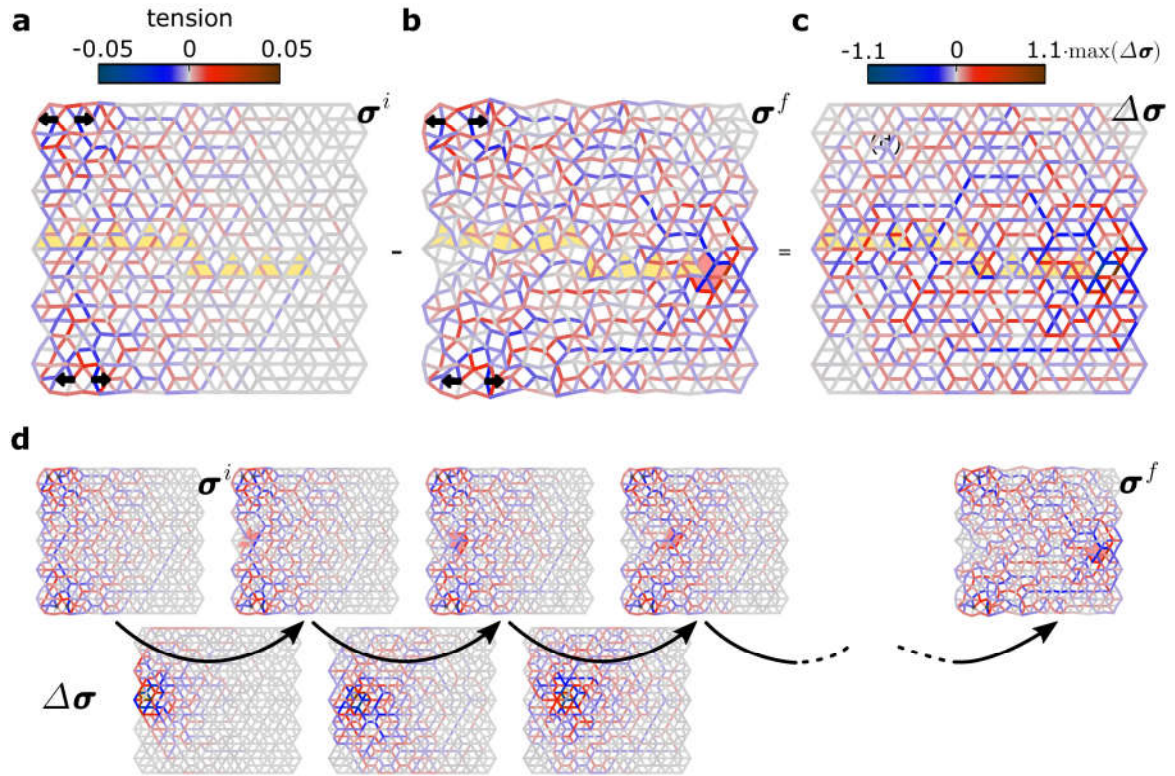 a
tension
-0.05 0 0.05
σ^i
b
σ^f
-
c
-1.1 0 1.1·max(Δσ)
Δσ
(d)
=
d
σ^i
σ^f
Δσ